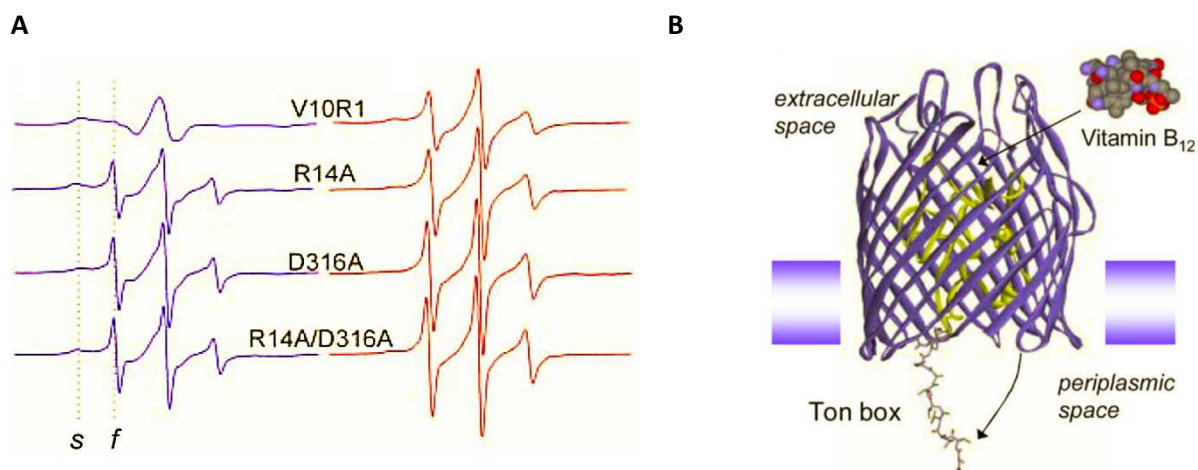 A
V10R1
R14A
D316A
R14A/D316A
s f
B
extracellular
space
Vitamin B12
Ton box
periplasmic
space